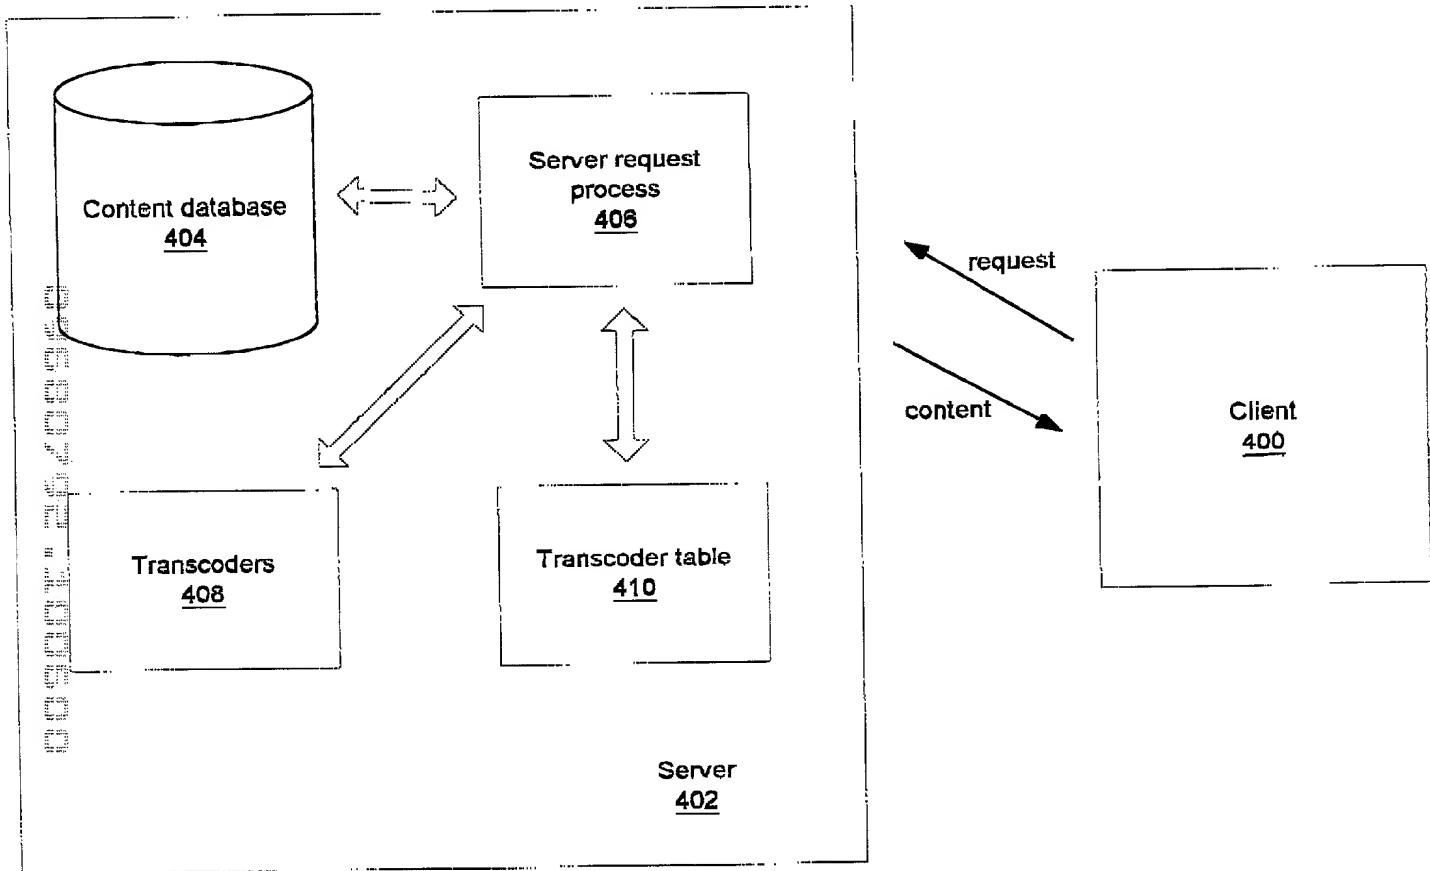 Content database
404
Server request
process
406
request
content
Client
400
Transcoders
408
Transcoder table
410
Server
402